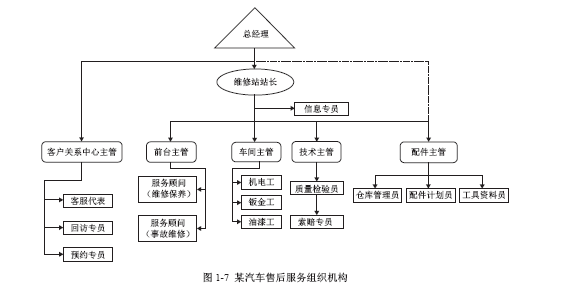 总经理
维修站站长
信息专员
客户关系中心主管
前台主管
车间主管
技术主管
配件主管
客服代表
回访专员
预约专员
服务顾问
(维修保养)
服务顾问
(事故维修)
机电工
钣金工
油漆工
质量检验员
索赔专员
仓库管理员
配件计划员
工具资料员
图 1-7 某汽车售后服务组织机构